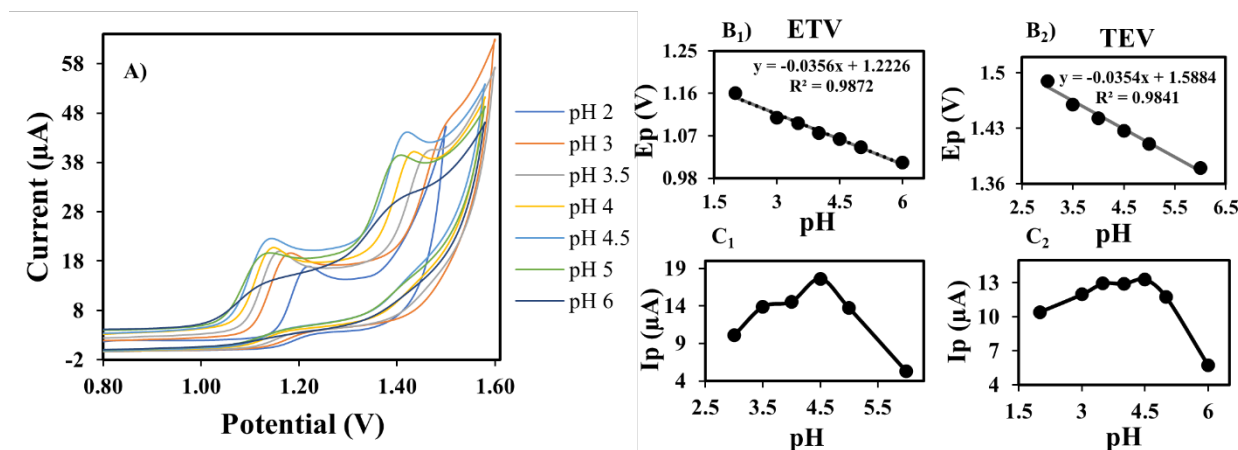 A)
Current (µA)
58
48
38
28
18
8
-2
0.80
1.00
1.20
1.40
1.60
Potential (V)
pH 2
pH 3
pH 3.5
pH 4
pH 4.5
pH 5
pH 6
B1)
ETV
y = -0.0356x + 1.2226
R² = 0.9872
Ep (V)
1.25
1.16
1.07
0.98
1.5
3
4.5
6
pH
B2)
TEV
y = -0.0354x + 1.5884
R² = 0.9841
Ep (V)
1.5
1.43
1.36
2.5
3.5
4.5
5.5
6.5
pH
C1
Ip (µA)
19
14
9
4
2.5
3.5
4.5
5.5
pH
C2
Ip (µA)
13
10
7
4
1.5
3
4.5
6
pH